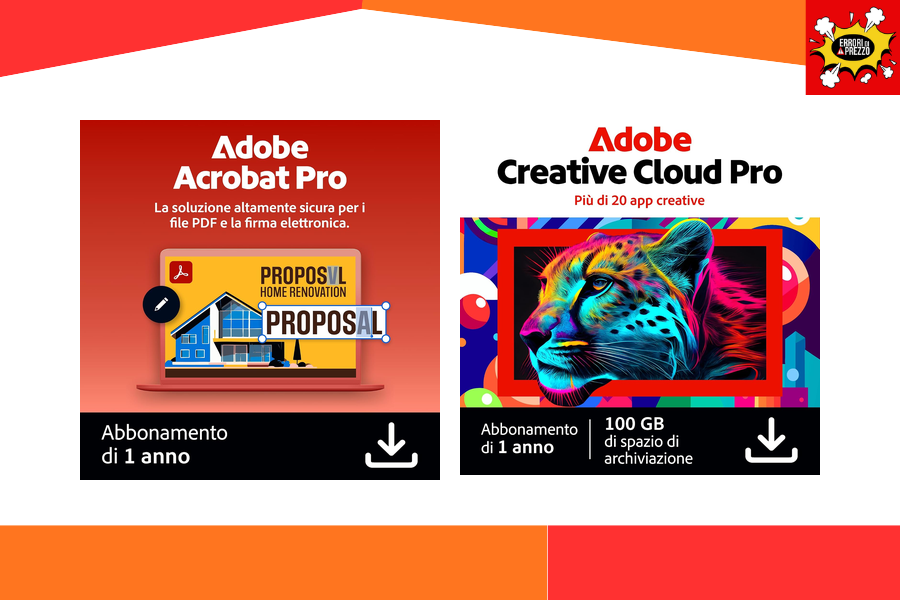 ERRORI DI
PREZZO
Adobe
Acrobat Pro
La soluzione altamente sicura per i
file PDF e la firma elettronica.
PROPOSVL
HOME RENOVATION
PROPOSAL
Abbonamento
di 1 anno
Adobe
Creative Cloud Pro
Più di 20 app creative
Abbonamento
di 1 anno
100 GB
di spazio di
archiviazione